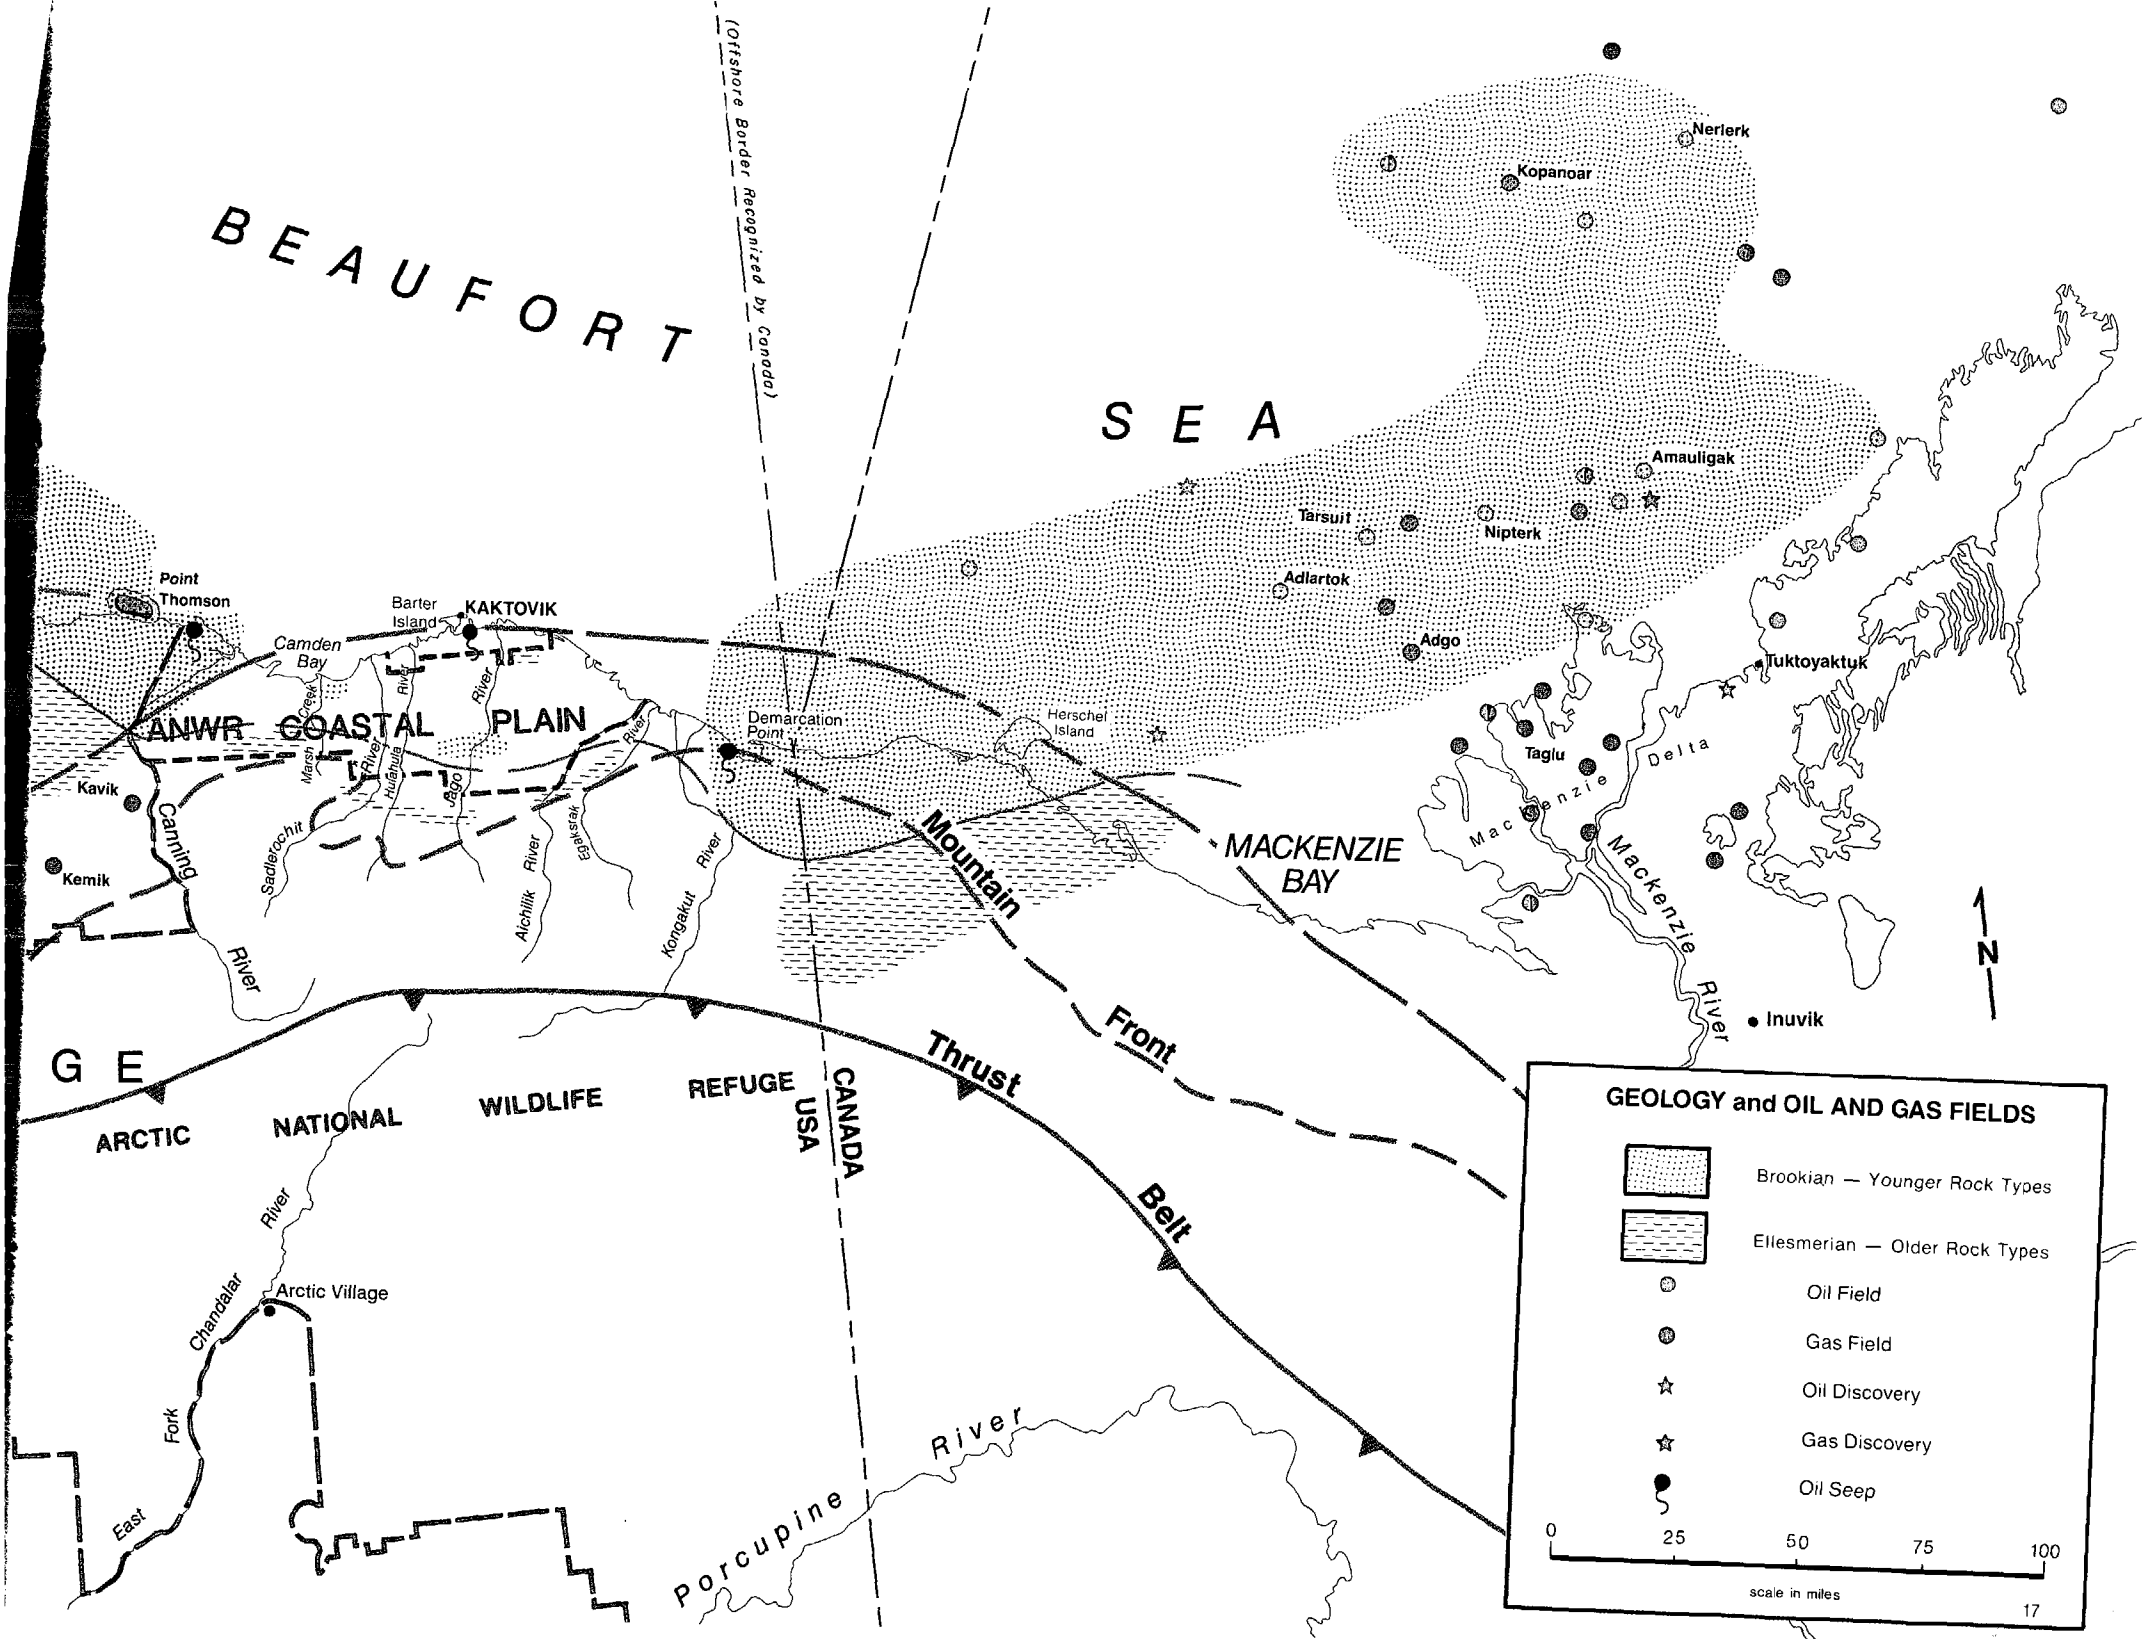 (Offshore Border Recognized by Canada)
BEAUFORT
SEA
Nerlerk
Kopanoar
Amauligak
Tarsuit
Nipterk
Adlartok
Adgo
Tuktoyaktuk
Point
Thomson
Barter
Island
KAKTOVIK
Camden
Bay
River
River
Marsh Creek
ANWR COASTAL PLAIN
River
Demarcation
Point
Herschel
Island
Taglu
Mackenzie Delta
Kavik
Canning
River
Sadlerochit
River
Hulahula
Jago
Kemik
Aichilik River
Egaksrak
Kongakut River
Mountain
Front
MACKENZIE
BAY
Mackenzie
River
N
Inuvik
GE
Thrust
Belt
ARCTIC NATIONAL WILDLIFE REFUGE
USA
CANADA
Arctic Village
East Fork Chandalar River
Porcupine River
GEOLOGY and OIL AND GAS FIELDS
Brookian — Younger Rock Types
Ellesmerian — Older Rock Types
Oil Field
Gas Field
Oil Discovery
Gas Discovery
Oil Seep
0 25 50 75 100
scale in miles
17